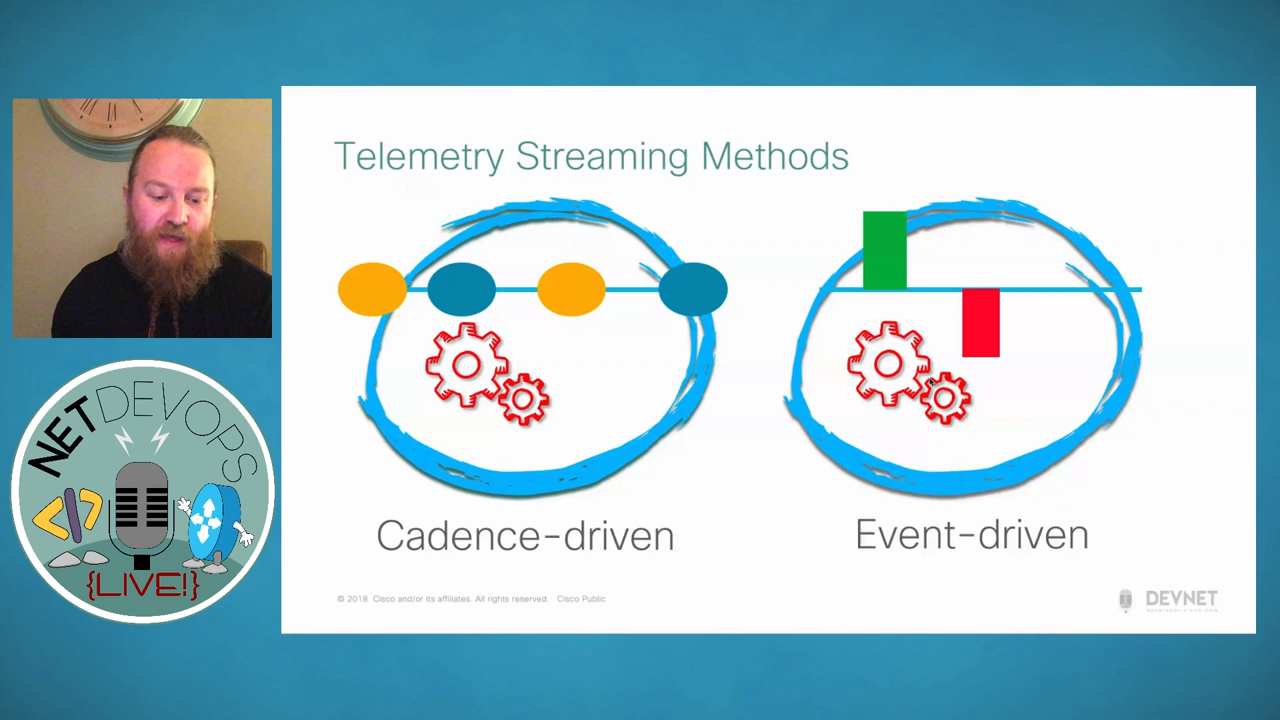 Telemetry Streaming Methods
Cadence-driven
Event-driven
© 2018 Cisco and/or its affiliates. All rights reserved. Cisco Public
DEVNET
NETDEVOPS
</>
{LIVE!}